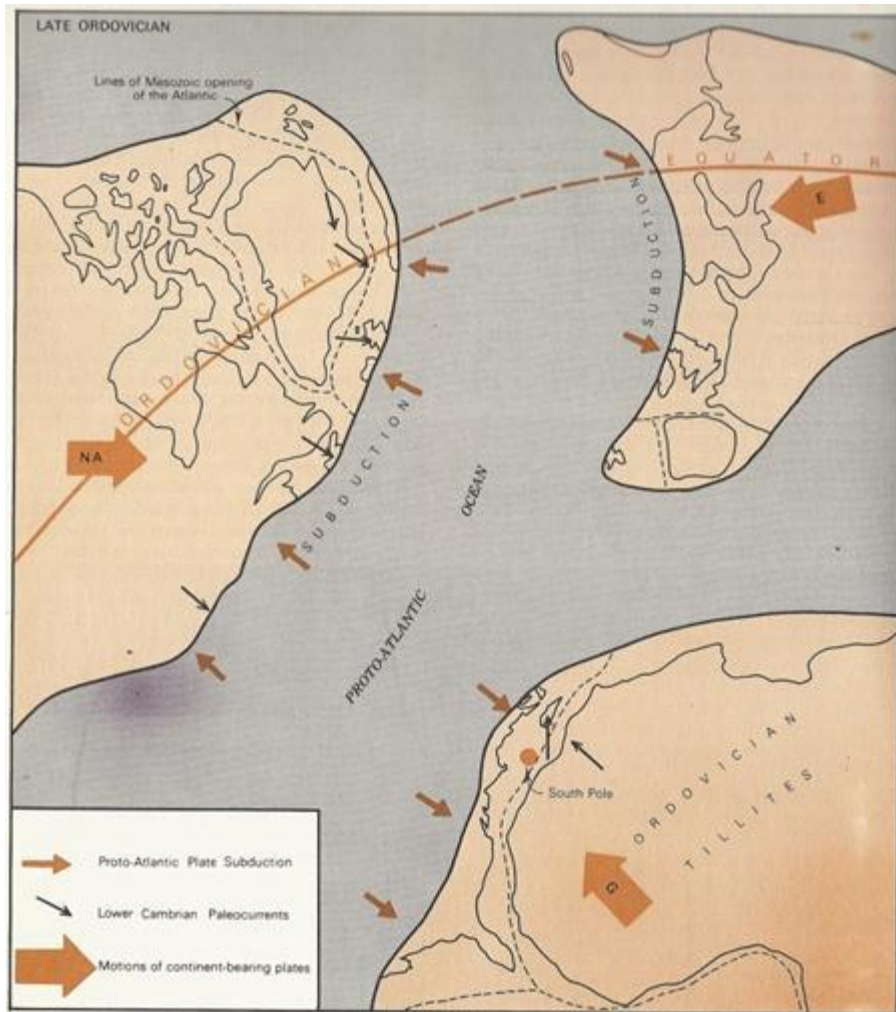 LATE ORDOVICIAN
Lines of Mesozoic opening
of the Atlantic
EQUATOR
E
SUBDUCTION
ORDOVICIAN
NA
SUBDUCTION
OCEAN
PROTO-ATLANTIC
South Pole
ORDOVICIAN
TILLITES
G
Proto-Atlantic Plate Subduction
Lower Cambrian Paleocurrents
Motions of continent-bearing plates